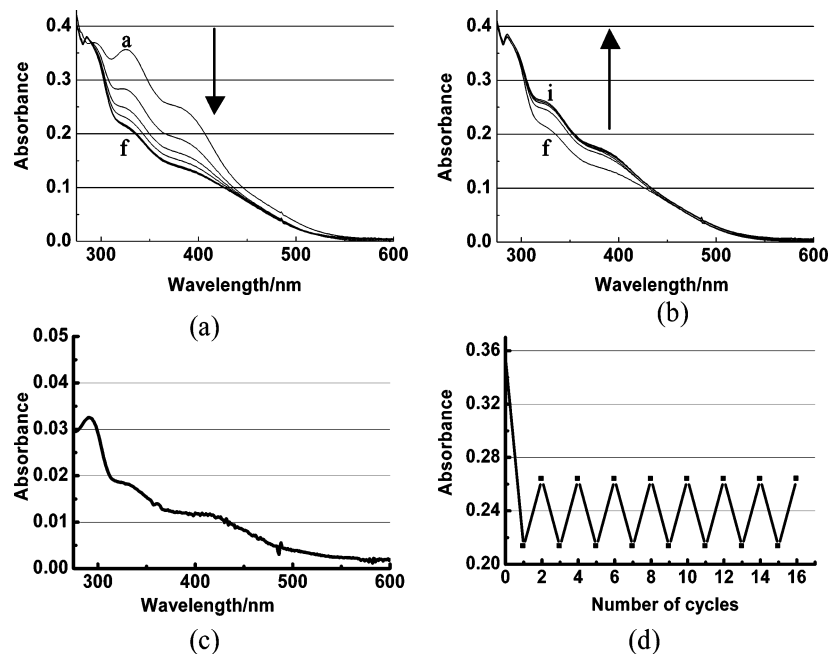 0.4
0.3
0.2
0.1
0.0
Absorbance
a
f
300
400
500
600
Wavelength/nm
(a)
0.4
0.3
0.2
0.1
0.0
Absorbance
i
f
300
400
500
600
Wavelength/nm
(b)
0.05
0.04
0.03
0.02
0.01
0.00
Absorbance
300
400
500
600
Wavelength/nm
(c)
0.36
0.32
0.28
0.24
0.20
Absorbance
0 2 4 6 8 10 12 14 16
Number of cycles
(d)